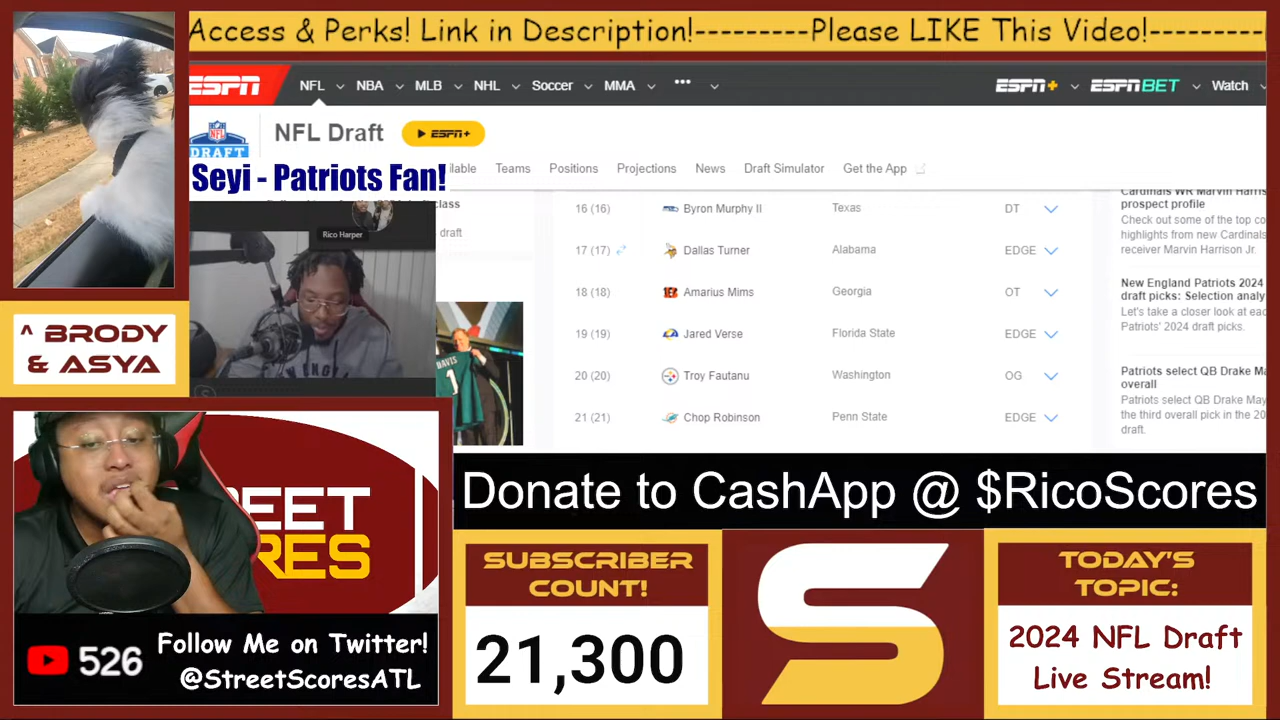 Access & Perks! Link in Description!---------Please LIKE This Video!---------
ESPN
NFL
NBA
MLB
NHL
Soccer
MMA
•••
ESPN+
ESPN BET
Watch
NFL
DRAFT
NFL Draft
ESPN+
Teams
Positions
Projections
News
Draft Simulator
Get the App
Seyi - Patriots Fan!
class
draft
Rico Harper
16 (16) Byron Murphy II Texas DT
17 (17) Dallas Turner Alabama EDGE
18 (18) Amarius Mims Georgia OT
19 (19) Jared Verse Florida State EDGE
20 (20) Troy Fautanu Washington OG
21 (21) Chop Robinson Penn State EDGE
Cardinals WR Marvin Harris
prospect profile
Check out some of the top co
highlights from new Cardinals
receiver Marvin Harrison Jr.
New England Patriots 2024
draft picks: Selection analy
Let's take a closer look at eac
Patriots' 2024 draft picks.
Patriots select QB Drake Ma
overall
Patriots select QB Drake May
the third overall pick in the 20
draft.
DAVIS
1
^ BRODY
& ASYA
REET
RES
Donate to CashApp @ $RicoScores
SUBSCRIBER
COUNT!
21,300
S
TODAY'S
TOPIC:
2024 NFL Draft
Live Stream!
526
Follow Me on Twitter!
@StreetScoresATL